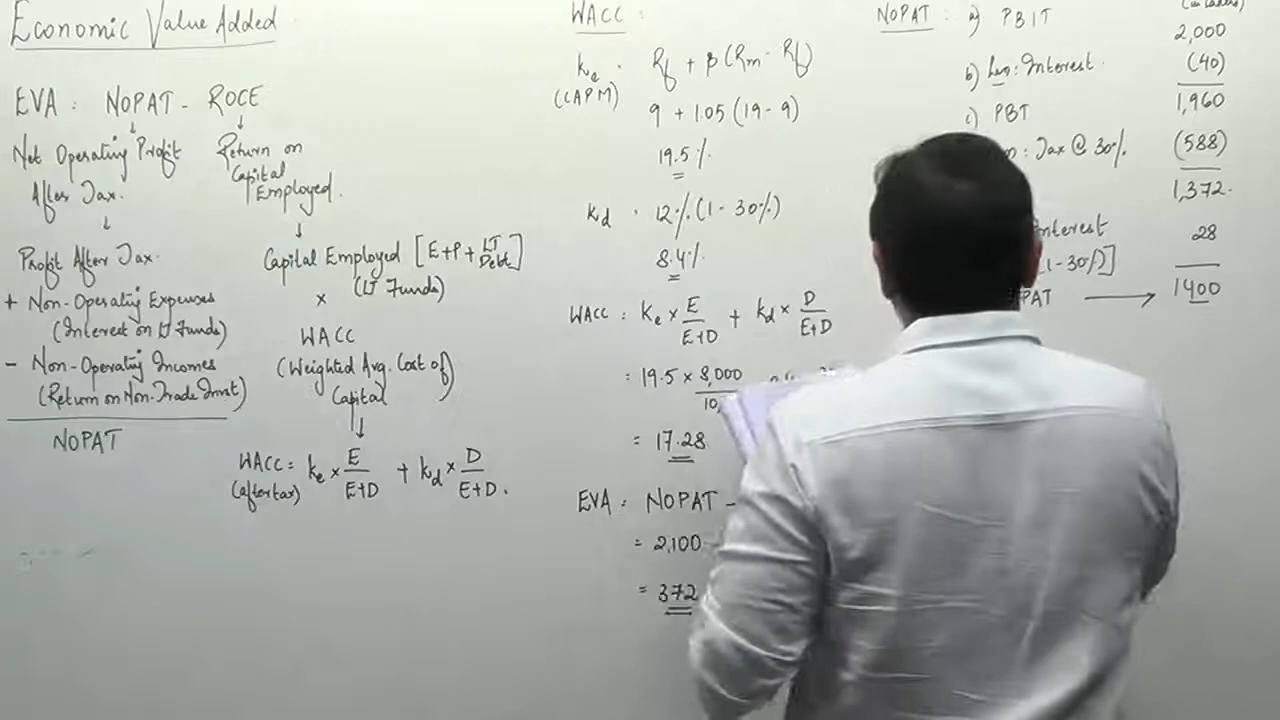 Economic Value Added
EVA : NOPAT - ROCE
Net Operating Profit
After Tax.
Return on
Capital
Employed.
Profit After Tax.
+ Non-Operating Expenses
(Interest on LT Funds)
- Non-Operating Incomes
(Return on Non-Trade Invst)
NOPAT
Capital Employed [E+P+ LT Debt]
(LT Funds)
×
WACC
(Weighted Avg. Cost of
Capital
WACC = ke × E/E+D + kd × D/E+D.
(after tax)
WACC :
ke = Rf + β(Rm - Rf)
(CAPM)
9 + 1.05 (19 - 9)
19.5%
kd = 12% (1 - 30%)
8.4%
WACC : ke × E/E+D + kd × D/E+D
= 19.5 × 8,000
= 17.28
EVA : NOPAT -
= 2,100
= 372
NOPAT : a) PBIT 2,000
b) Less: Interest (40)
c) PBT 1,960
: Tax @ 30% (588)
1,372.
Interest 28
(1-30%)]
PAT → 1400